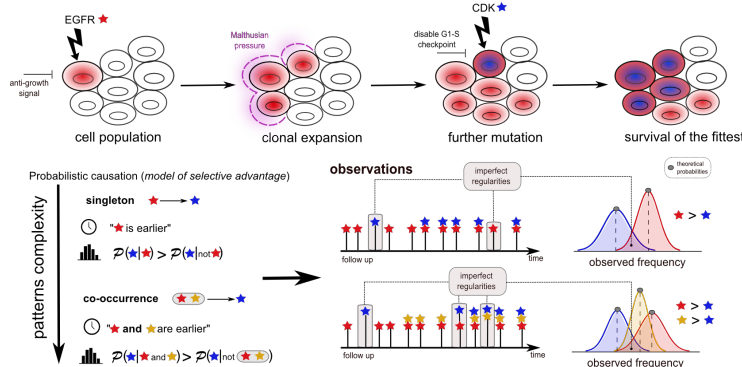 EGFR
CDK
Malthusian
pressure
disable G1-S
checkpoint
anti-growth
signal
cell population
clonal expansion
further mutation
survival of the fittest
Probabilistic causation (model of selective advantage)
patterns complexity
singleton
"★ is earlier"
𝒫(★|★) > 𝒫(★|not★)
co-occurrence
"★ and ★ are earlier"
𝒫(★|★ and ★) > 𝒫(★|not ★ ★)
observations
imperfect
regularities
follow up
time
theoretical
probabilities
★ > ★
observed frequency
imperfect
regularities
follow up
time
★ > ★
★ > ★
observed frequency